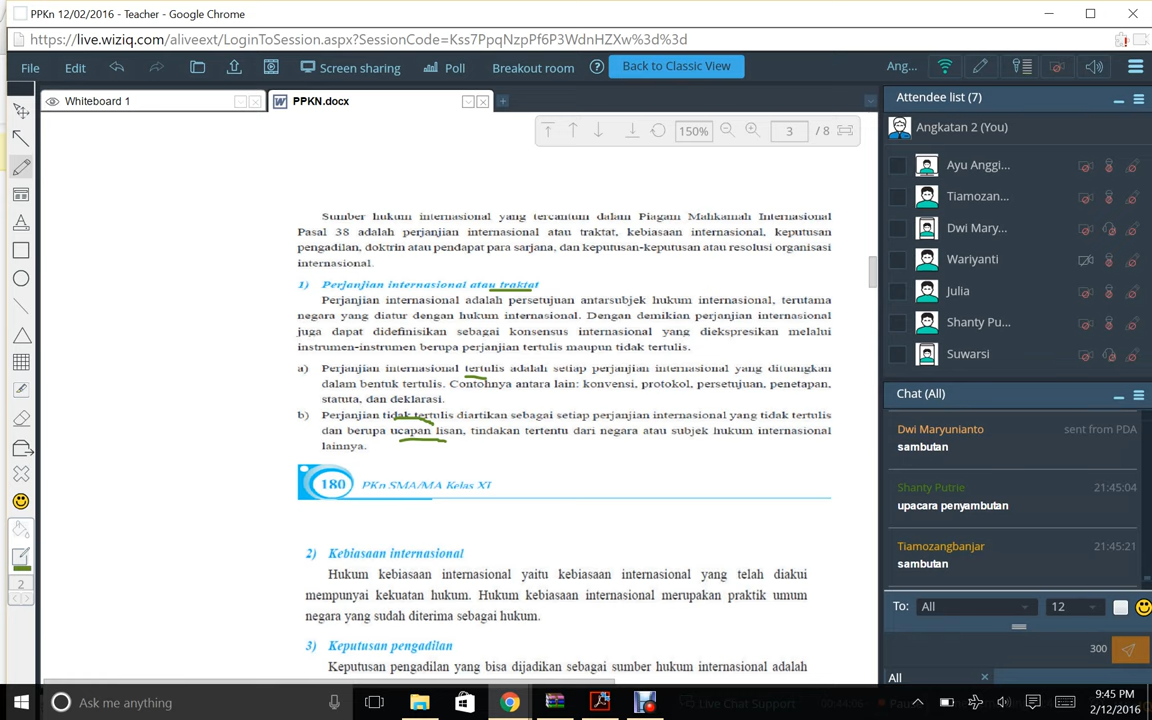 PPKn 12/02/2016 - Teacher - Google Chrome
https://live.wiziq.com/aliveext/LoginToSession.aspx?SessionCode=Kss7PpqNzpPf6P3WdnHZXw%3d%3d
File Edit Screen sharing Poll Breakout room Back to Classic View Ang...
Whiteboard 1
PPKN.docx
150% 3 / 8
Sumber hukum internasional yang tercantum dalam Piagam Mahkamah Internasional
Pasal 38 adalah perjanjian internasional atau traktat, kebiasaan internasional, keputusan
pengadilan, doktrin atau pendapat para sarjana, dan keputusan-keputusan atau resolusi organisasi
internasional.
1) Perjanjian internasional atau traktat
Perjanjian internasional adalah persetujuan antarsubjek hukum internasional, terutama
negara yang diatur dengan hukum internasional. Dengan demikian perjanjian internasional
juga dapat didefinisikan sebagai konsensus internasional yang diekspresikan melalui
instrumen-instrumen berupa perjanjian tertulis maupun tidak tertulis.
a) Perjanjian internasional tertulis adalah setiap perjanjian internasional yang dituangkan
dalam bentuk tertulis. Contohnya antara lain: konvensi, protokol, persetujuan, penetapan,
statuta, dan deklarasi.
b) Perjanjian tidak tertulis diartikan sebagai setiap perjanjian internasional yang tidak tertulis
dan berupa ucapan lisan, tindakan tertentu dari negara atau subjek hukum internasional
lainnya.
180 PKn SMA/MA Kelas XI
2) Kebiasaan internasional
Hukum kebiasaan internasional yaitu kebiasaan internasional yang telah diakui
mempunyai kekuatan hukum. Hukum kebiasaan internasional merupakan praktik umum
negara yang sudah diterima sebagai hukum.
3) Keputusan pengadilan
Keputusan pengadilan yang bisa dijadikan sebagai sumber hukum internasional adalah
2
Attendee list (7)
Angkatan 2 (You)
Ayu Anggi...
Tiamozan...
Dwi Mary...
Wariyanti
Julia
Shanty Pu...
Suwarsi
Chat (All)
Dwi Maryunianto sent from PDA
sambutan
Shanty Putrie 21:45:04
upacara penyambutan
Tiamozangbanjar 21:45:21
sambutan
To: All 12
300
All
Ask me anything
Live Chat Support
9:45 PM
2/12/2016